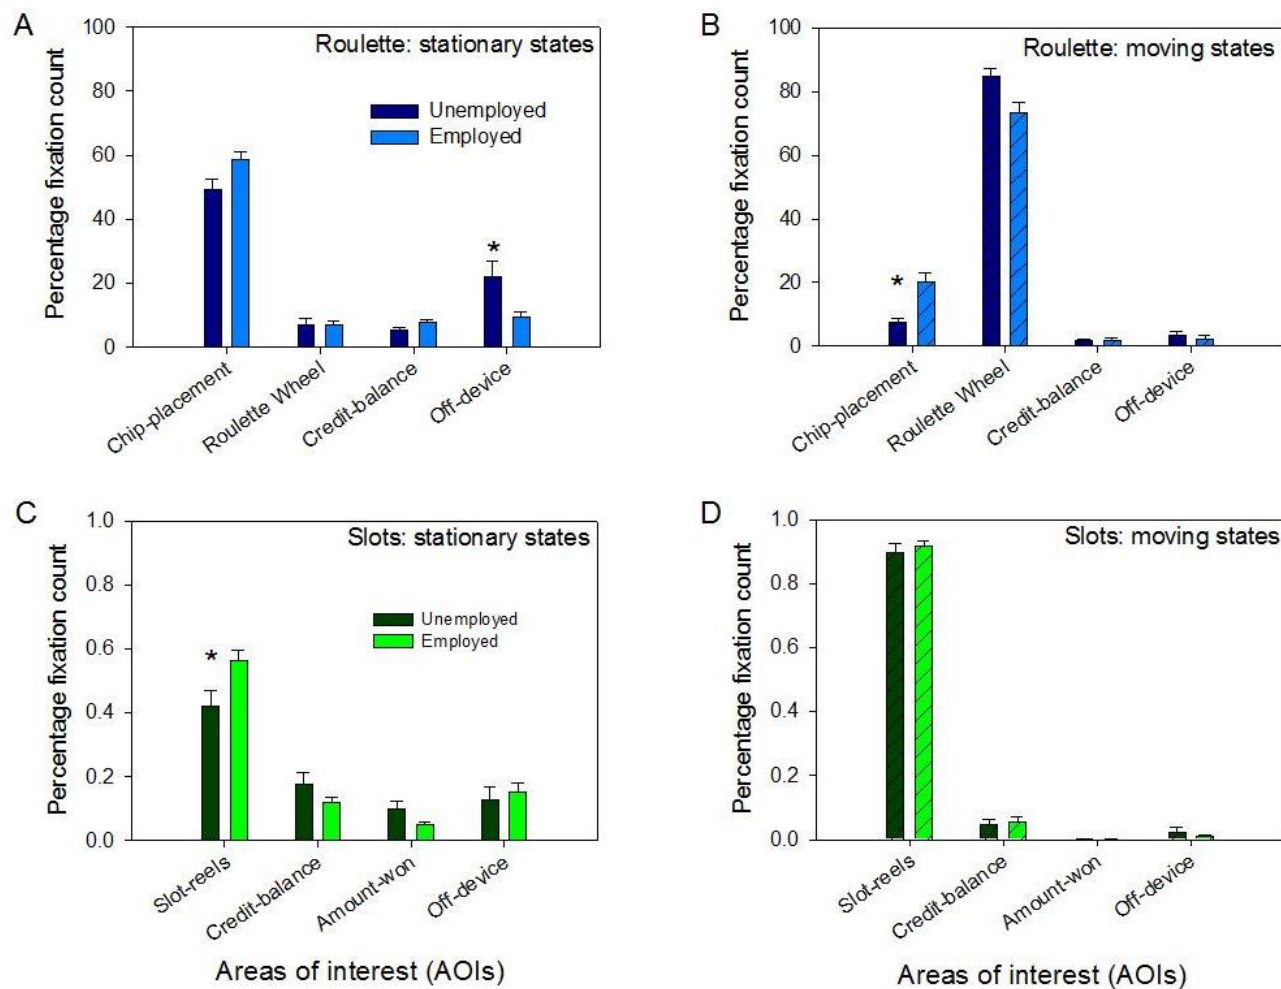 A
Roulette: stationary states
Percentage fixation count
100
80
60
40
20
0
Unemployed
Employed
*
Chip-placement
Roulette Wheel
Credit-balance
Off-device
B
Roulette: moving states
Percentage fixation count
100
80
60
40
20
0
*
Chip-placement
Roulette Wheel
Credit-balance
Off-device
C
Slots: stationary states
Percentage fixation count
1.0
0.8
0.6
0.4
0.2
0.0
Unemployed
Employed
*
Slot-reels
Credit-balance
Amount-won
Off-device
Areas of interest (AOIs)
D
Slots: moving states
Percentage fixation count
1.0
0.8
0.6
0.4
0.2
0.0
Slot-reels
Credit-balance
Amount-won
Off-device
Areas of interest (AOIs)